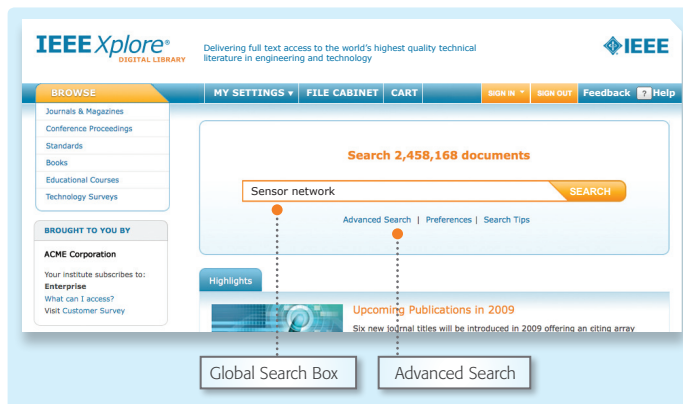 IEEE Xplore®
DIGITAL LIBRARY
Delivering full text access to the world's highest quality technical
literature in engineering and technology
IEEE
BROWSE
MY SETTINGS ▾ FILE CABINET CART SIGN IN SIGN OUT Feedback ? Help
Journals & Magazines
Conference Proceedings
Standards
Books
Educational Courses
Technology Surveys
Search 2,458,168 documents
Sensor network SEARCH
Advanced Search | Preferences | Search Tips
BROUGHT TO YOU BY
ACME Corporation
Your institute subscribes to:
Enterprise
What can I access?
Visit Customer Survey
Highlights
Upcoming Publications in 2009
Six new journal titles will be introduced in 2009 offering an citing array
Global Search Box
Advanced Search